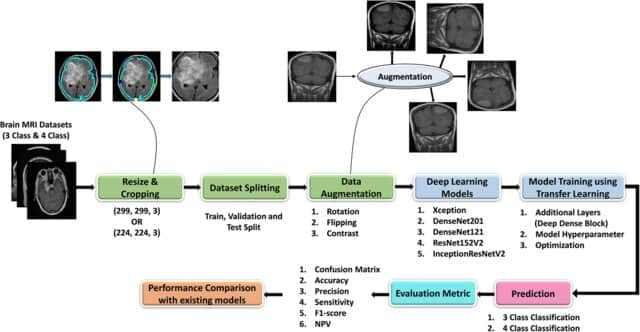 Augmentation
Brain MRI Datasets
(3 Class & 4 Class)
Resize &
Cropping
(299, 299, 3)
OR
(224, 224, 3)
Dataset Splitting
Train, Validation and
Test Split
Data
Augmentation
1. Rotation
2. Flipping
3. Contrast
Deep Learning
Models
1. Xception
2. DenseNet201
3. DenseNet121
4. ResNet152V2
5. InceptionResNetV2
Model Training using
Transfer Learning
1. Additional Layers
(Deep Dense Block)
2. Model Hyperparameter
3. Optimization
Prediction
1. 3 Class Classification
2. 4 Class Classification
Evaluation Metric
1. Confusion Matrix
2. Accuracy
3. Precision
4. Sensitivity
5. F1-score
6. NPV
Performance Comparison
with existing models